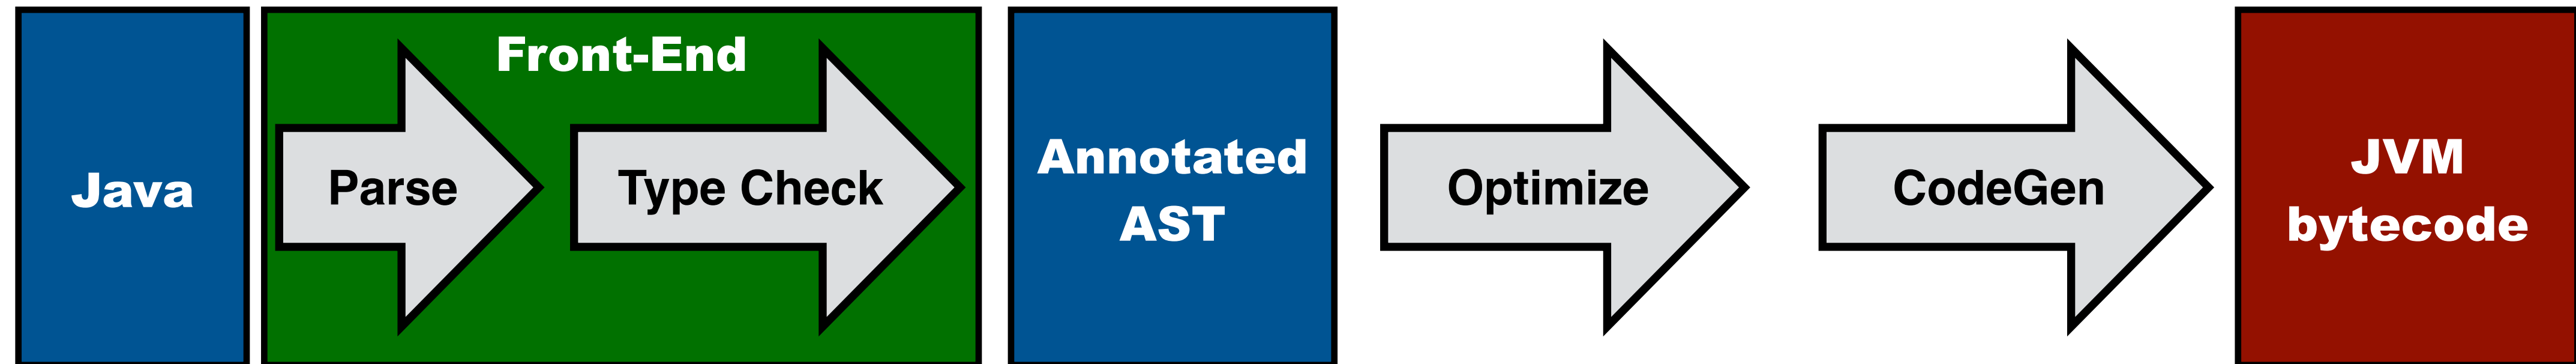 Java
Front-End
Parse
Type Check
Annotated
AST
Optimize
CodeGen
JVM
bytecode